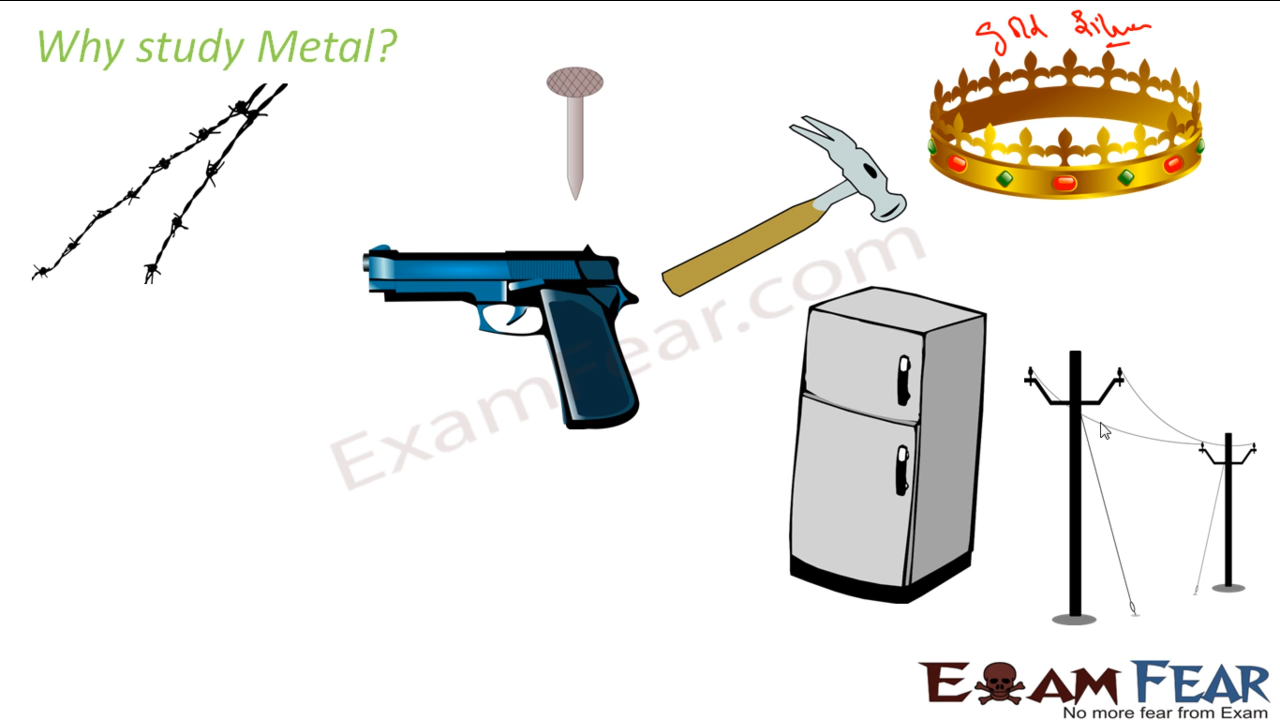 Why study Metal?
Gold Silver
ExamFear.com
EXAM FEAR
No more fear from Exam